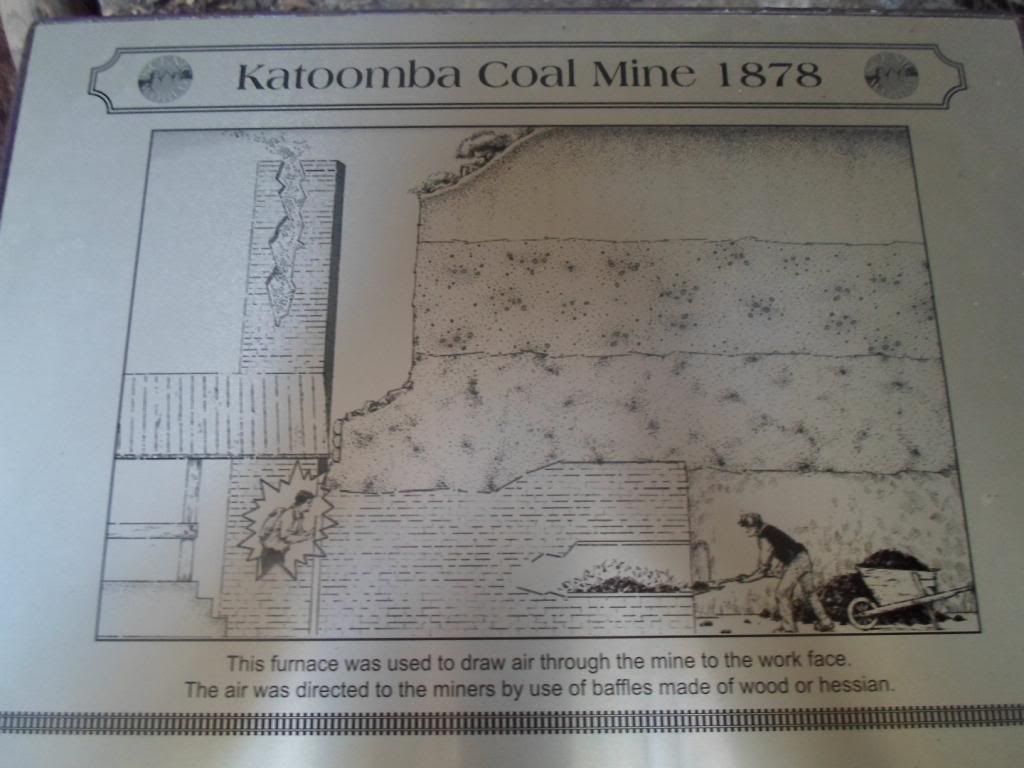 Katoomba Coal Mine 1878
This furnace was used to draw air through the mine to the work face.
The air was directed to the miners by use of baffles made of wood or hessian.